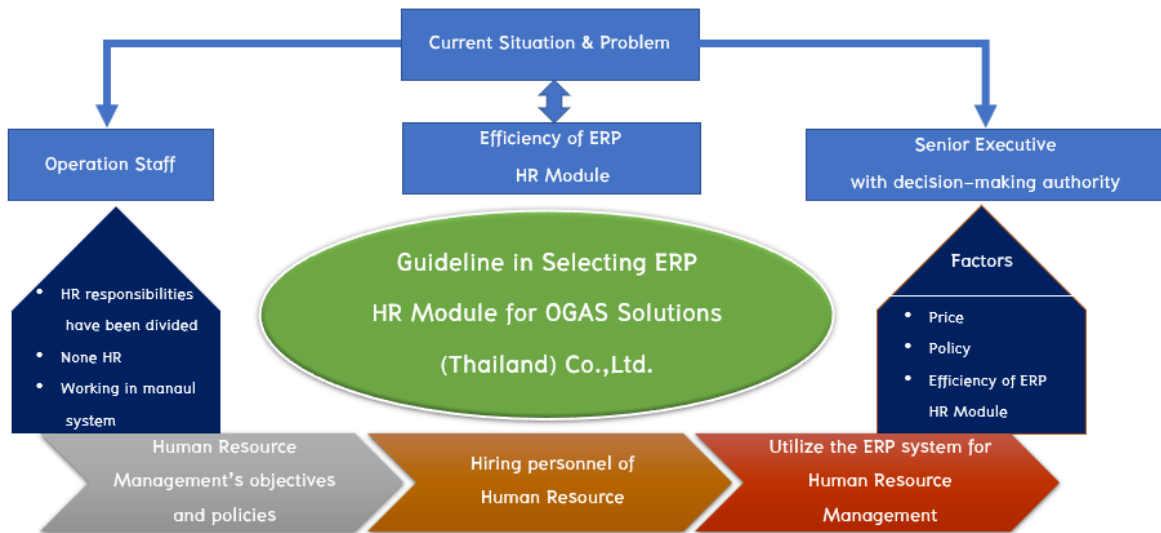 Current Situation & Problem
Operation Staff
Efficiency of ERP
HR Module
Senior Executive
with decision-making authority
• HR responsibilities
have been divided
• None HR
• Working in manaul
system
Guideline in Selecting ERP
HR Module for OGAS Solutions
(Thailand) Co.,Ltd.
Factors
• Price
• Policy
• Efficiency of ERP
HR Module
Human Resource
Management's objectives
and policies
Hiring personnel of
Human Resource
Utilize the ERP system for
Human Resource
Management